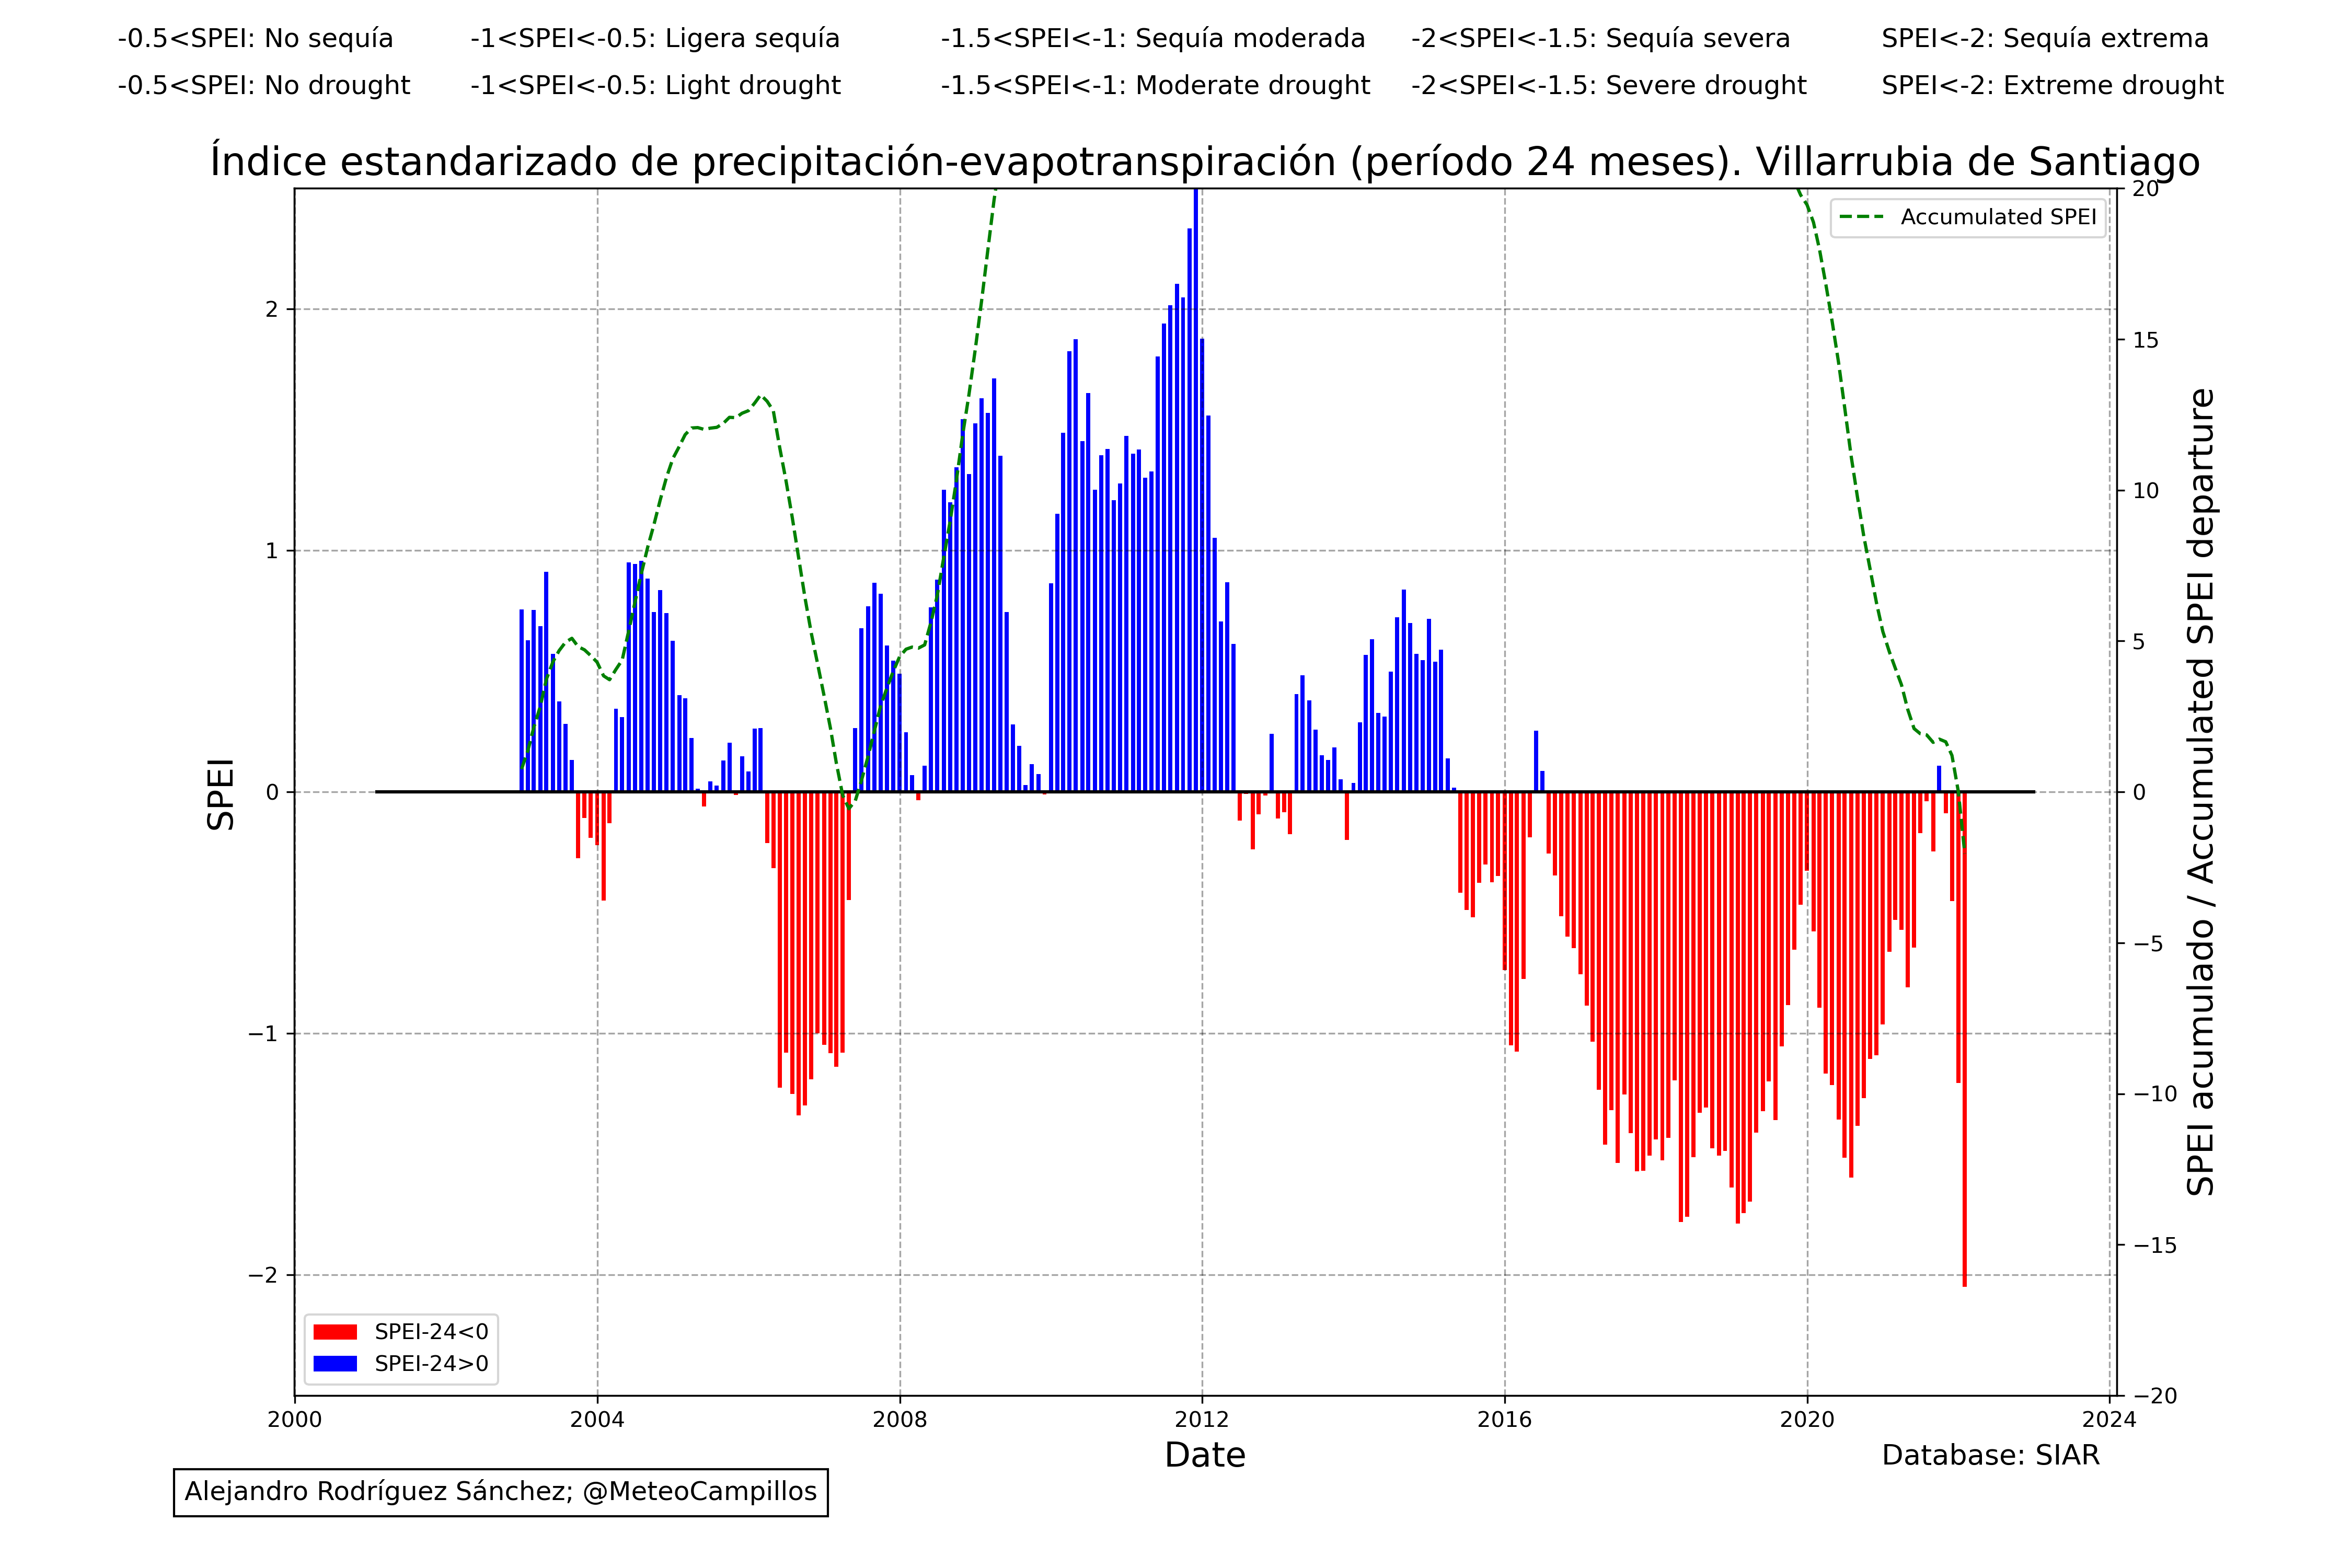 -0.5<SPEI: No sequía
-1<SPEI<-0.5: Ligera sequía
-1.5<SPEI<-1: Sequía moderada
-2<SPEI<-1.5: Sequía severa
SPEI<-2: Sequía extrema
-0.5<SPEI: No drought
-1<SPEI<-0.5: Light drought
-1.5<SPEI<-1: Moderate drought
-2<SPEI<-1.5: Severe drought
SPEI<-2: Extreme drought
Índice estandarizado de precipitación-evapotranspiración (período 24 meses). Villarrubia de Santiago
Accumulated SPEI
SPEI
2
1
0
−1
−2
20
15
10
5
0
−5
−10
−15
−20
SPEI acumulado / Accumulated SPEI departure
SPEI-24<0
SPEI-24>0
2000
2004
2008
2012
2016
2020
2024
Date
Database: SIAR
Alejandro Rodríguez Sánchez; @MeteoCampillos